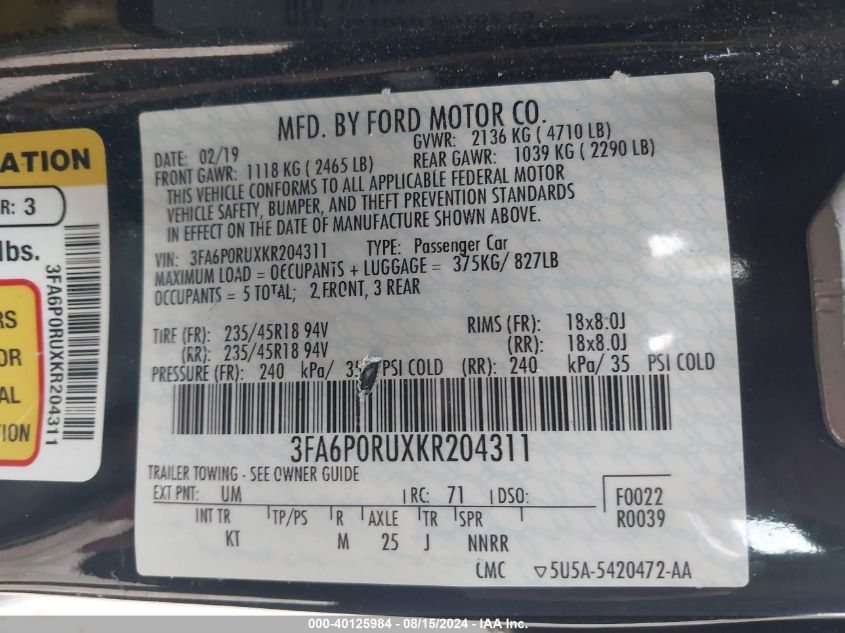 MFD. BY FORD MOTOR CO.
DATE: 02/19
GVWR: 2136 KG ( 4710 LB)
FRONT GAWR: 1118 KG ( 2465 LB)
REAR GAWR: 1039 KG ( 2290 LB)
THIS VEHICLE CONFORMS TO ALL APPLICABLE FEDERAL MOTOR
VEHICLE SAFETY, BUMPER, AND THEFT PREVENTION STANDARDS
IN EFFECT ON THE DATE OF MANUFACTURE SHOWN ABOVE.
VIN: 3FA6P0RUXKR204311 TYPE: Passenger Car
MAXIMUM LOAD = OCCUPANTS + LUGGAGE = 375KG/ 827LB
OCCUPANTS = 5 TOTAL; 2 FRONT, 3 REAR
TIRE (FR): 235/45R18 94V RIMS (FR): 18x8.0J
(RR): 235/45R18 94V (RR): 18x8.0J
PRESSURE (FR): 240 kPa/ 35 PSI COLD (RR): 240 kPa/ 35 PSI COLD
3FA6P0RUXKR204311
TRAILER TOWING - SEE OWNER GUIDE
EXT PNT: UM RC: 71 DSO: F0022
INT TR TP/PS R AXLE TR SPR R0039
KT M 25 J NNRR
CMC ▽5U5A-5420472-AA
ATION
R: 3
lbs.
RS
OR
AL
TION
3FA6P0RUXKR204311
000-40125984 - 08/15/2024 - Copyright © 2024 IAA, Inc.